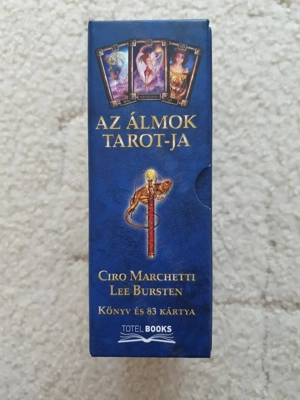 AZ ÁLMOK
TAROT-JA
CIRO MARCHETTI
LEE BURSTEN
KÖNYV ÉS 83 KÁRTYA
TOTEL BOOKS